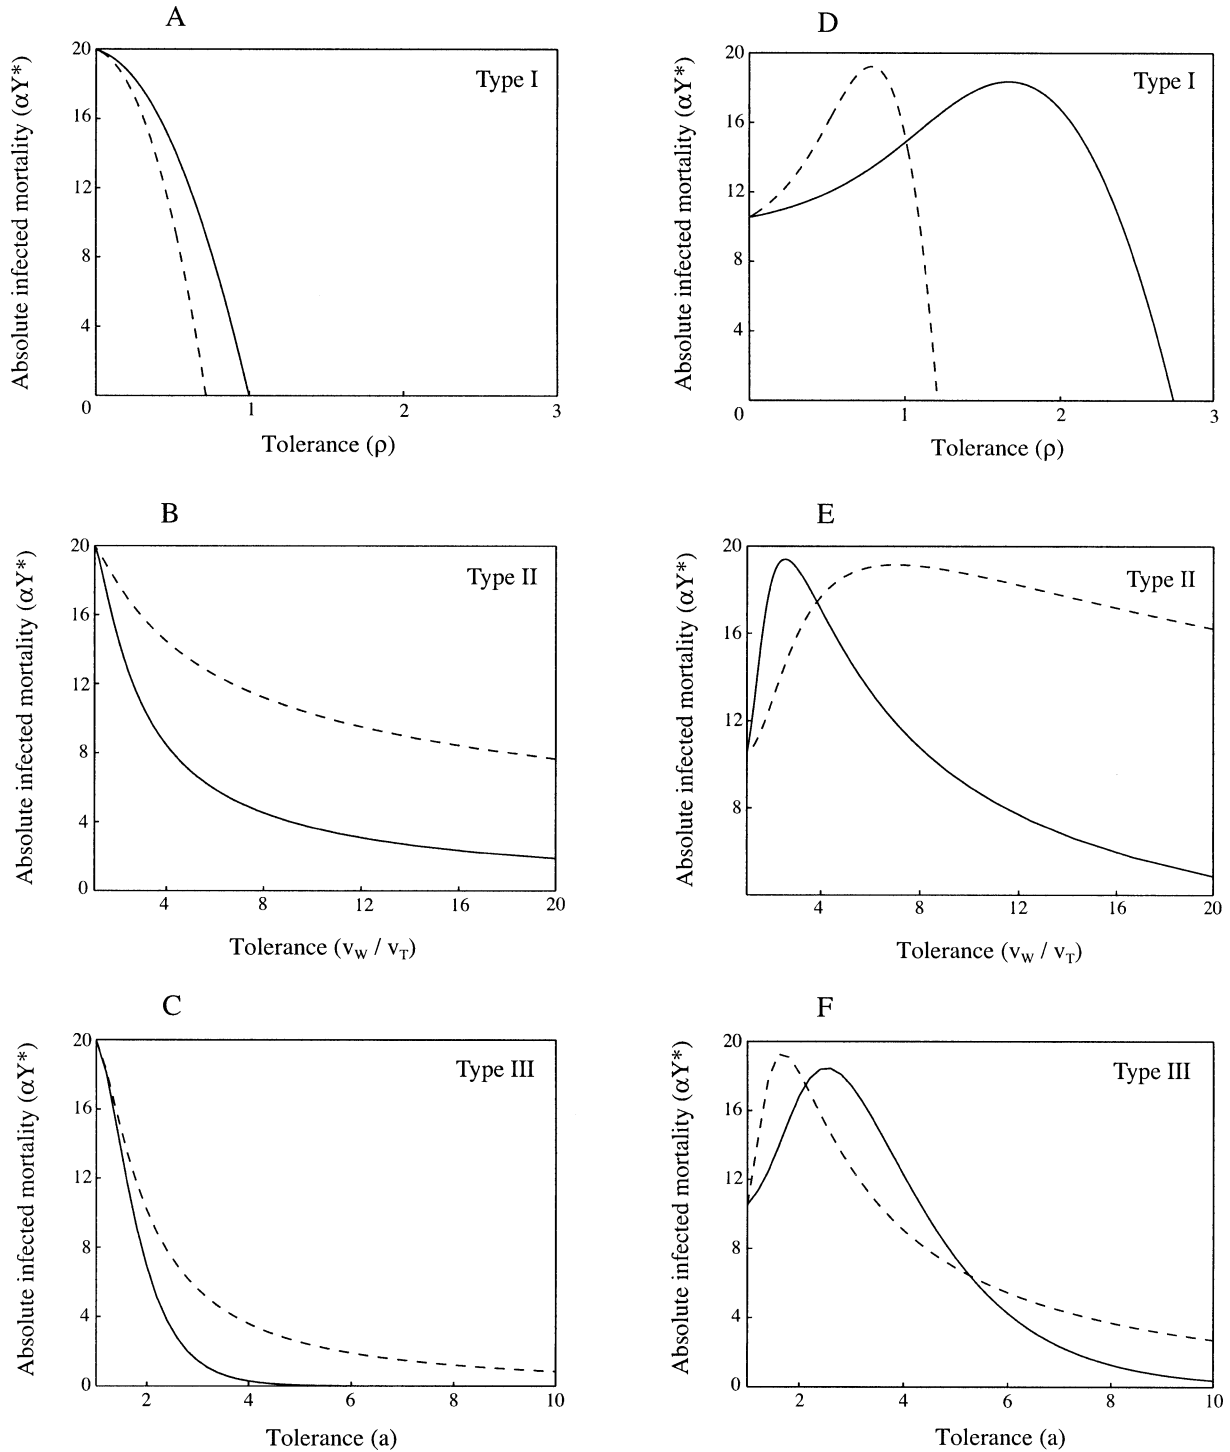 A
Absolute infected mortality (αY*)
20
16
12
8
4
0
1
2
3
Type I
Tolerance (ρ)
D
Absolute infected mortality (αY*)
20
16
12
8
4
0
1
2
3
Type I
Tolerance (ρ)
B
Absolute infected mortality (αY*)
20
16
12
8
4
0
4
8
12
16
20
Type II
Tolerance (vW / vT)
E
Absolute infected mortality (αY*)
20
16
12
8
4
8
12
16
20
Type II
Tolerance (vW / vT)
C
Absolute infected mortality (αY*)
20
16
12
8
4
0
2
4
6
8
10
Type III
Tolerance (a)
F
Absolute infected mortality (αY*)
20
16
12
8
4
0
2
4
6
8
10
Type III
Tolerance (a)